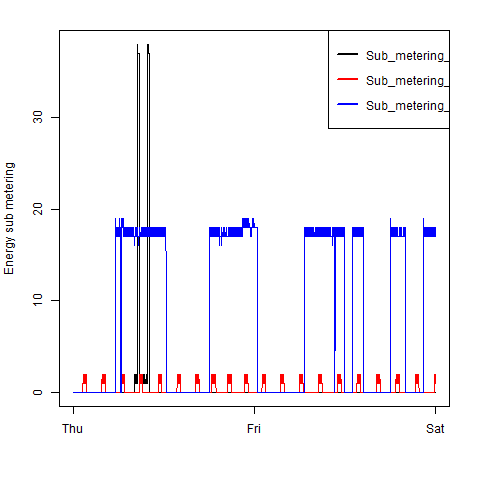 Sub_metering_
Sub_metering_
Sub_metering_
Energy sub metering
30
20
10
0
Thu Fri Sat